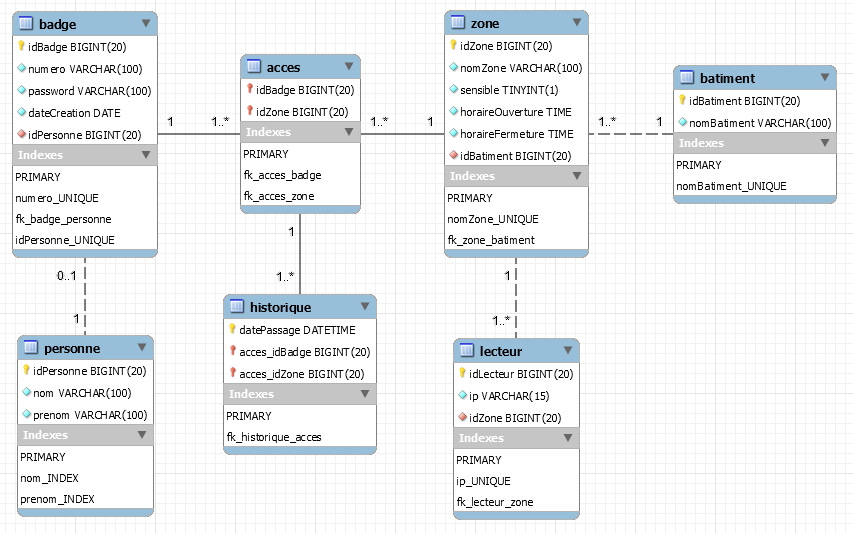 badge
idBadge BIGINT(20)
numero VARCHAR(100)
password VARCHAR(100)
dateCreation DATE
idPersonne BIGINT(20)
Indexes
PRIMARY
numero_UNIQUE
fk_badge_personne
idPersonne_UNIQUE
1
1..*
acces
idBadge BIGINT(20)
idZone BIGINT(20)
Indexes
PRIMARY
fk_acces_badge
fk_acces_zone
1..*
1
zone
idZone BIGINT(20)
nomZone VARCHAR(100)
sensible TINYINT(1)
horaireOuverture TIME
horaireFermeture TIME
idBatiment BIGINT(20)
Indexes
PRIMARY
nomZone_UNIQUE
fk_zone_batiment
1..*
1
batiment
idBatiment BIGINT(20)
nomBatiment VARCHAR(100)
Indexes
PRIMARY
nomBatiment_UNIQUE
0..1
1
personne
idPersonne BIGINT(20)
nom VARCHAR(100)
prenom VARCHAR(100)
Indexes
PRIMARY
nom_INDEX
prenom_INDEX
1
1..*
historique
datePassage DATETIME
acces_idBadge BIGINT(20)
acces_idZone BIGINT(20)
Indexes
PRIMARY
fk_historique_acces
1
1..*
lecteur
idLecteur BIGINT(20)
ip VARCHAR(15)
idZone BIGINT(20)
Indexes
PRIMARY
ip_UNIQUE
fk_lecteur_zone